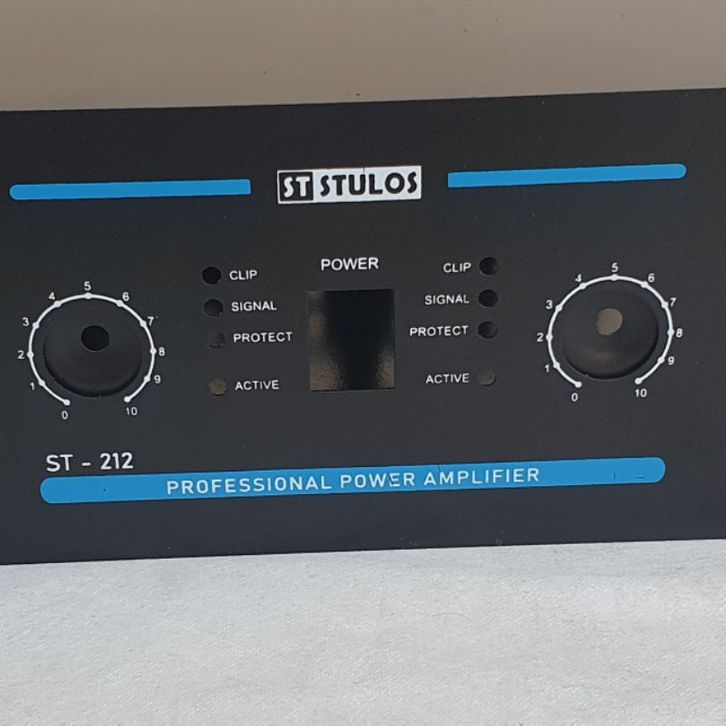 ST STULOS
POWER
CLIP
SIGNAL
PROTECT
ACTIVE
CLIP
SIGNAL
PROTECT
ACTIVE
0 1 2 3 4 5 6 7 8 9 10
0 1 2 3 4 5 6 7 8 9 10
ST - 212
PROFESSIONAL POWER AMPLIFIER